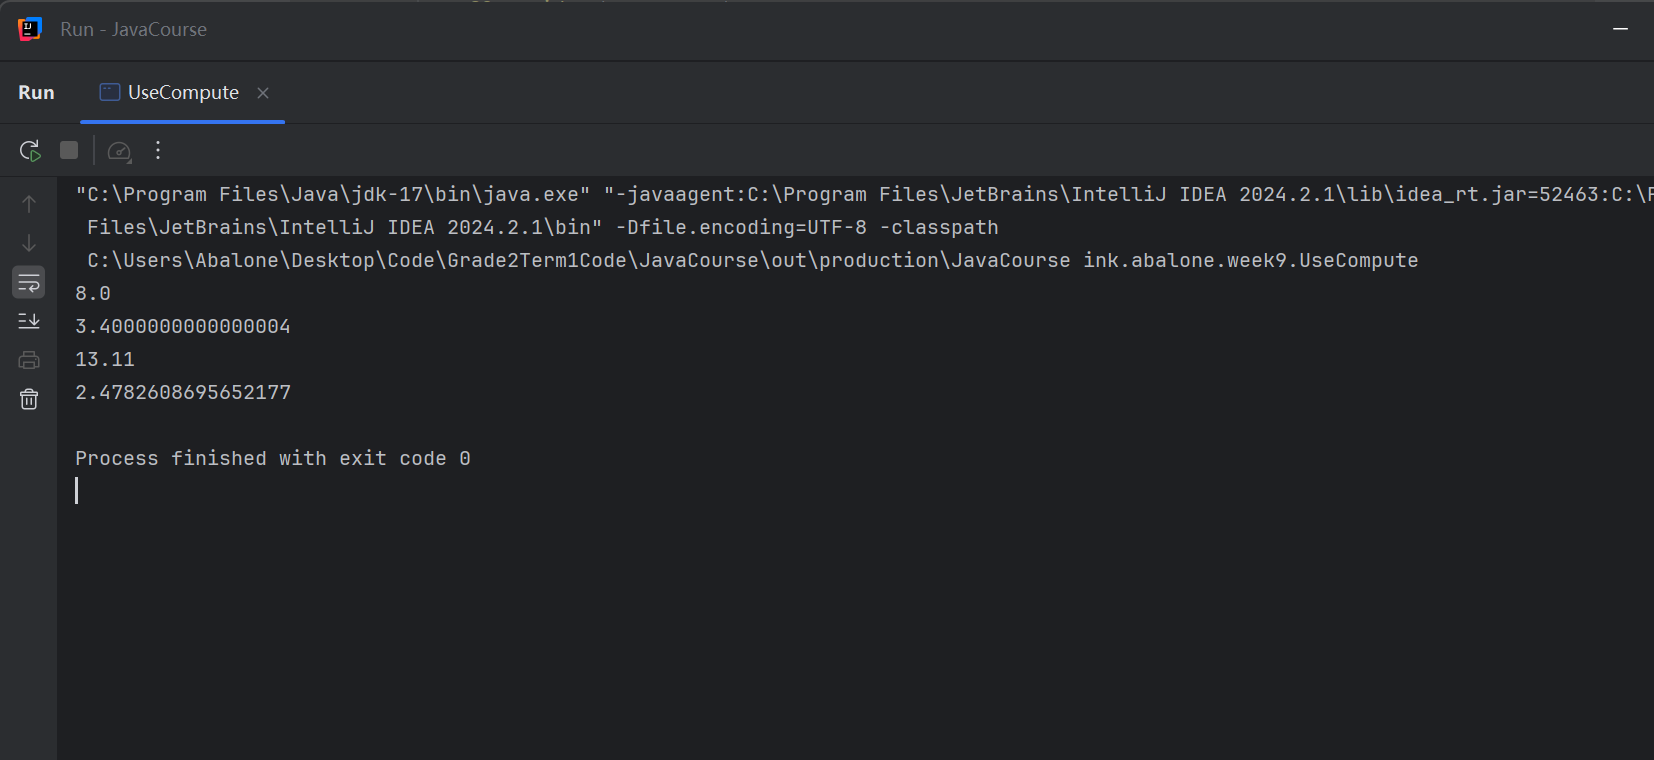 Run - JavaCourse
Run UseCompute
"C:\Program Files\Java\jdk-17\bin\java.exe" "-javaagent:C:\Program Files\JetBrains\IntelliJ IDEA 2024.2.1\lib\idea_rt.jar=52463:C:\
Files\JetBrains\IntelliJ IDEA 2024.2.1\bin" -Dfile.encoding=UTF-8 -classpath
C:\Users\Abalone\Desktop\Code\Grade2Term1Code\JavaCourse\out\production\JavaCourse ink.abalone.week9.UseCompute
8.0
3.4000000000000004
13.11
2.4782608695652177
Process finished with exit code 0